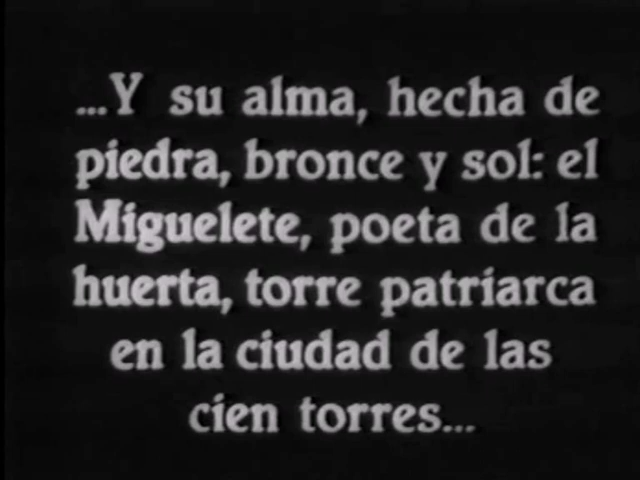 ...Y su alma, hecha de
piedra, bronce y sol: el
Miguelete, poeta de la
huerta, torre patriarca
en la ciudad de las
cien torres...